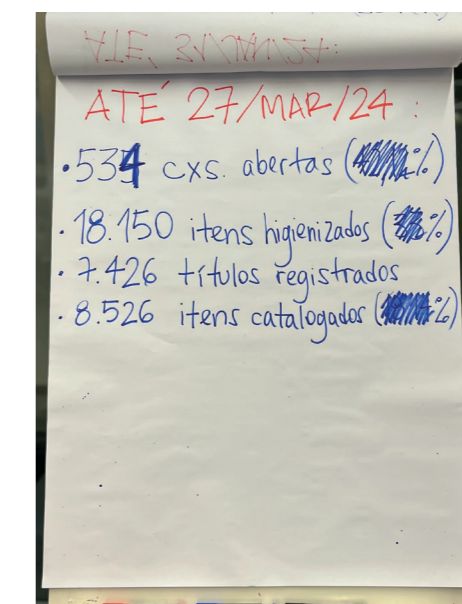 ATÉ 27/MAR/24:
• 534 cxs. abertas (%)
• 18.150 itens higienizados (%)
• 7.426 títulos registrados
• 8.526 itens catalogados (%)